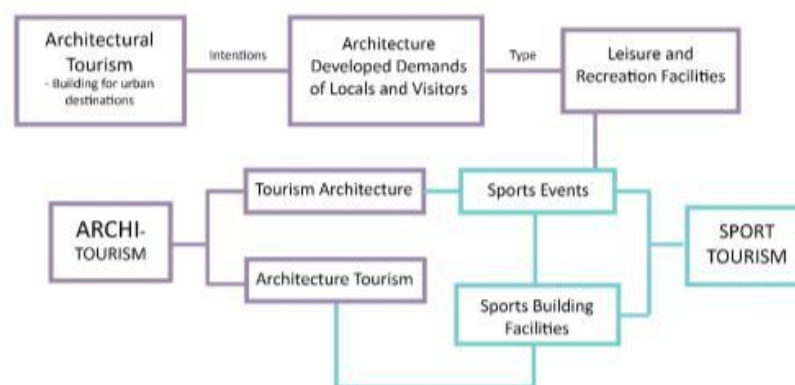 Architectural
Tourism
- Building for urban
destinations
Intentions
Architecture
Developed Demands
of Locals and Visitors
Type
Leisure and
Recreation Facilities
Tourism Architecture
Sports Events
ARCHI-
TOURISM
SPORT
TOURISM
Architecture Tourism
Sports Building
Facilities